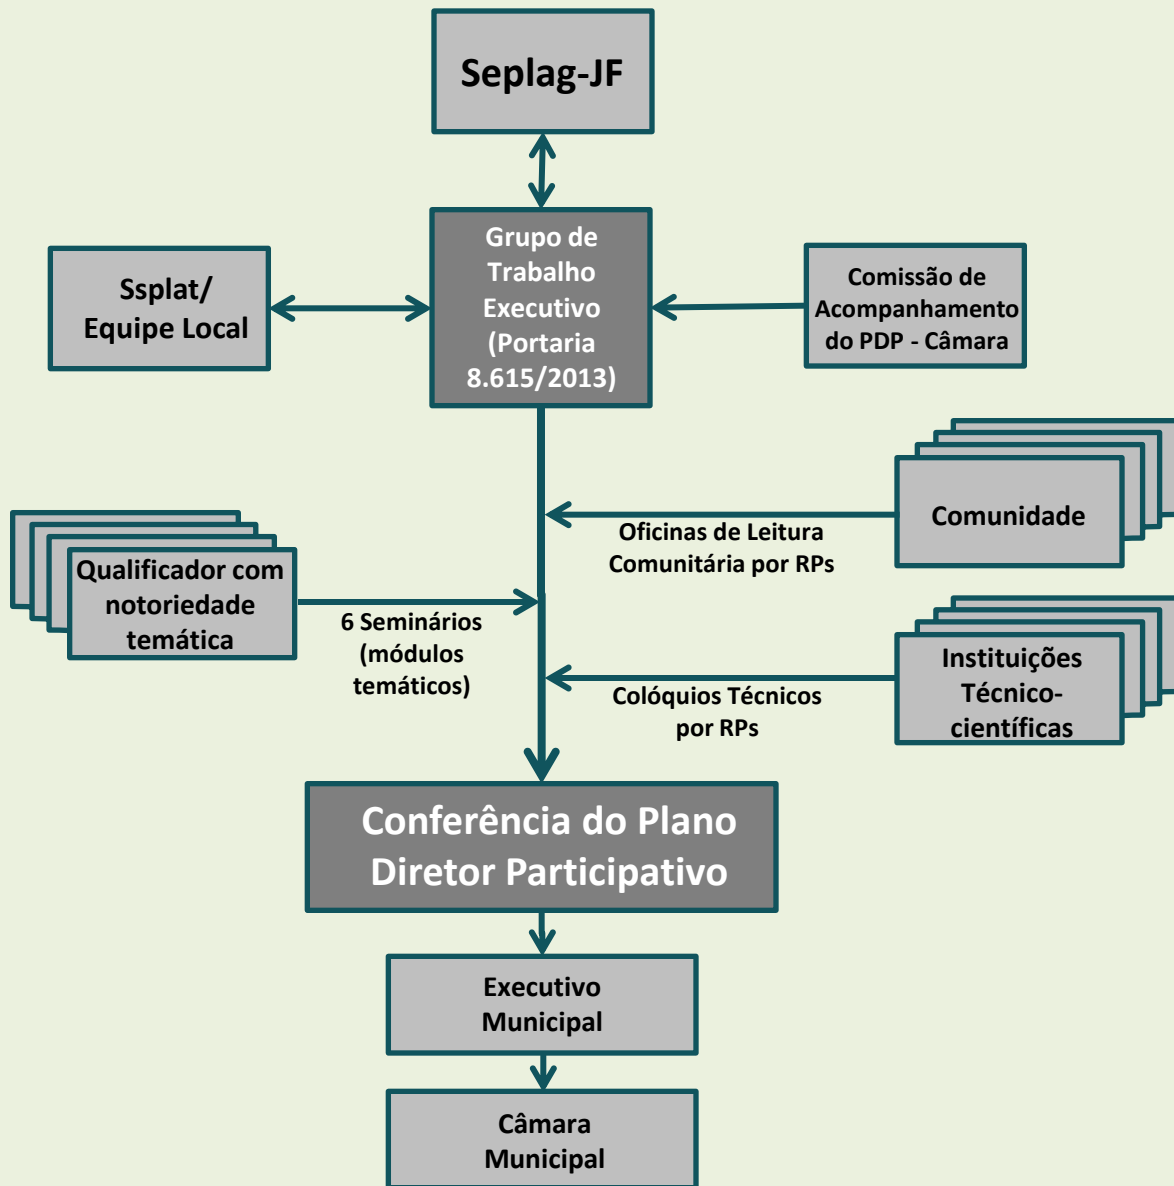 Seplag-JF
Grupo de
Trabalho
Executivo
(Portaria
8.615/2013)
Ssplat/
Equipe Local
Comissão de
Acompanhamento
do PDP - Câmara
Comunidade
Oficinas de Leitura
Comunitária por RPs
Qualificador com
notoriedade
temática
6 Seminários
(módulos
temáticos)
Instituições
Técnico-
científicas
Colóquios Técnicos
por RPs
Conferência do Plano
Diretor Participativo
Executivo
Municipal
Câmara
Municipal